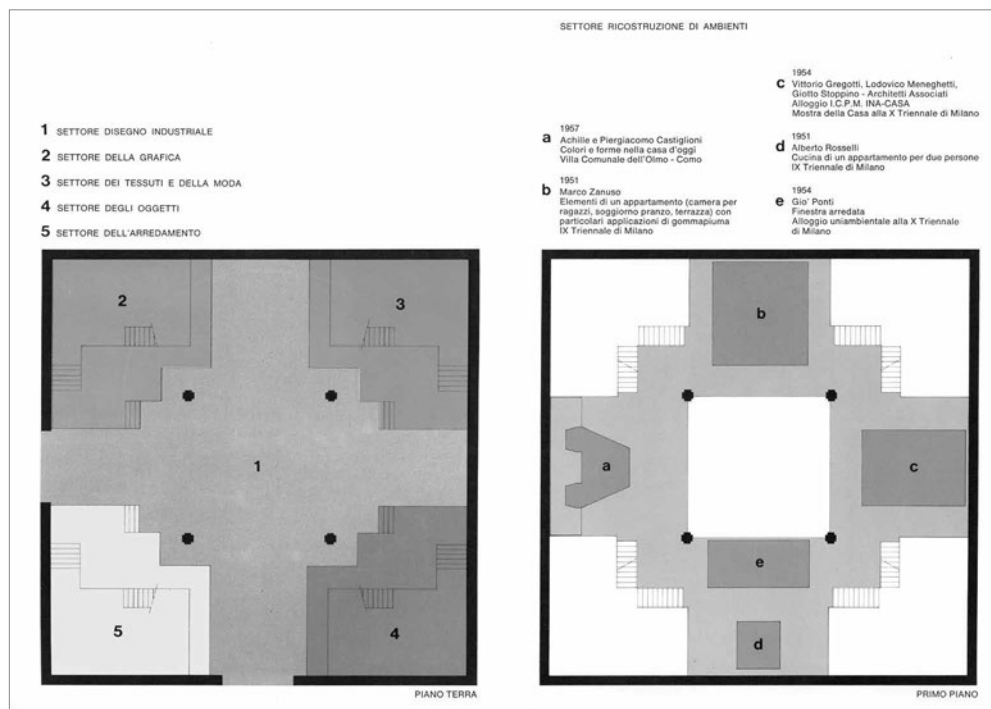 SETTORE RICOSTRUZIONE DI AMBIENTI
1 SETTORE DISEGNO INDUSTRIALE
2 SETTORE DELLA GRAFICA
3 SETTORE DEI TESSUTI E DELLA MODA
4 SETTORE DEGLI OGGETTI
5 SETTORE DELL'ARREDAMENTO
1957
a Achille e Piergiacomo Castiglioni
Colori e forme nella casa d'oggi
Villa Comunale dell'Olmo - Como
1951
b Marco Zanuso
Elementi di un appartamento (camera per
ragazzi, soggiorno pranzo, terrazza) con
particolari applicazioni di gommapiuma
IX Triennale di Milano
1954
c Vittorio Gregotti, Lodovico Meneghetti,
Giotto Stoppino - Architetti Associati
Alloggio I.C.P.M. INA-CASA
Mostra della Casa alla X Triennale di Milano
1951
d Alberto Rosselli
Cucina di un appartamento per due persone
IX Triennale di Milano
1954
e Gio' Ponti
Finestra arredata
Alloggio uniambientale alla X Triennale
di Milano
2
3
1
5
4
PIANO TERRA
b
a
c
e
d
PRIMO PIANO